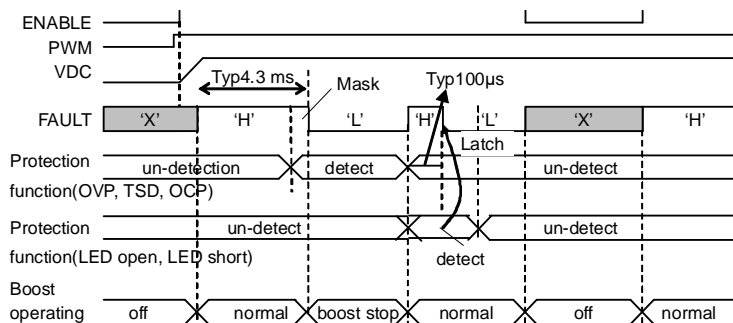 ENABLE
PWM
VDC
Typ4.3 ms
Mask
Typ100μs
FAULT
'X' 'H' 'L' 'H' 'L' 'X' 'H'
Latch
Protection
function(OVP, TSD, OCP)
un-detection detect un-detect
Protection
function(LED open, LED short)
un-detect detect un-detect
Boost
operating
off normal boost stop normal off normal